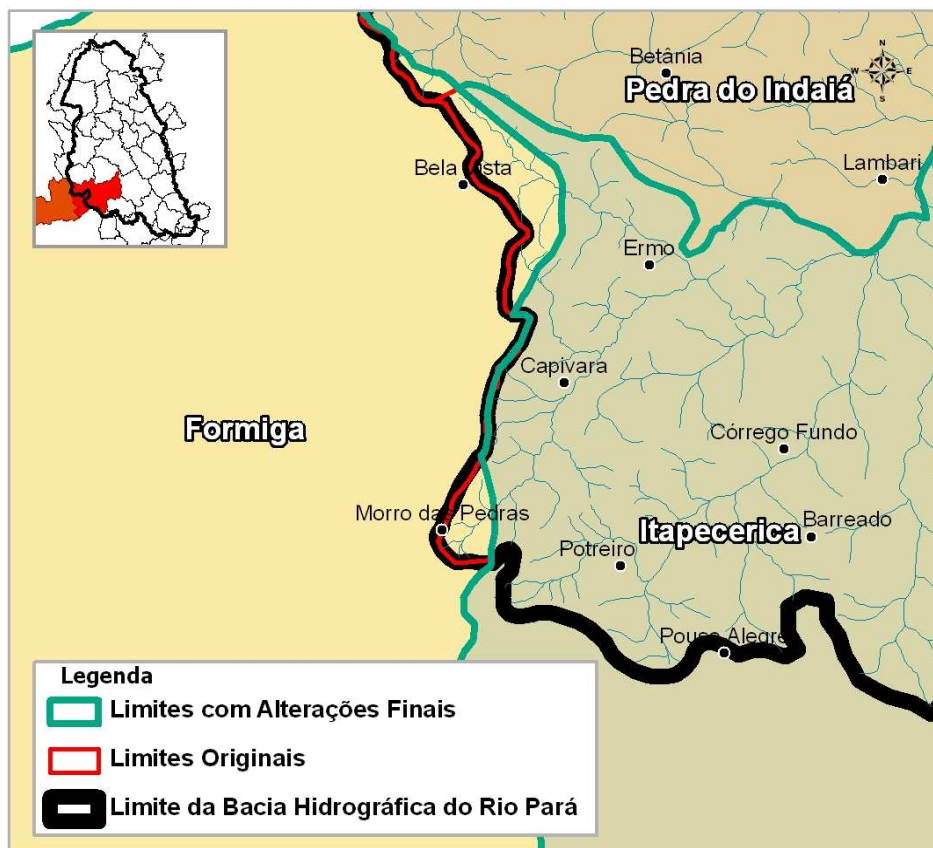 Betânia
N
W E
S
Pedra do Indaiá
Bela Vista
Lambari
Ermo
Capivara
Formiga
Córrego Fundo
Morro das Pedras
Barreado
Itapecerica
Potreiro
Pouso Alegre
Legenda
Limites com Alterações Finais
Limites Originais
Limite da Bacia Hidrográfica do Rio Pará